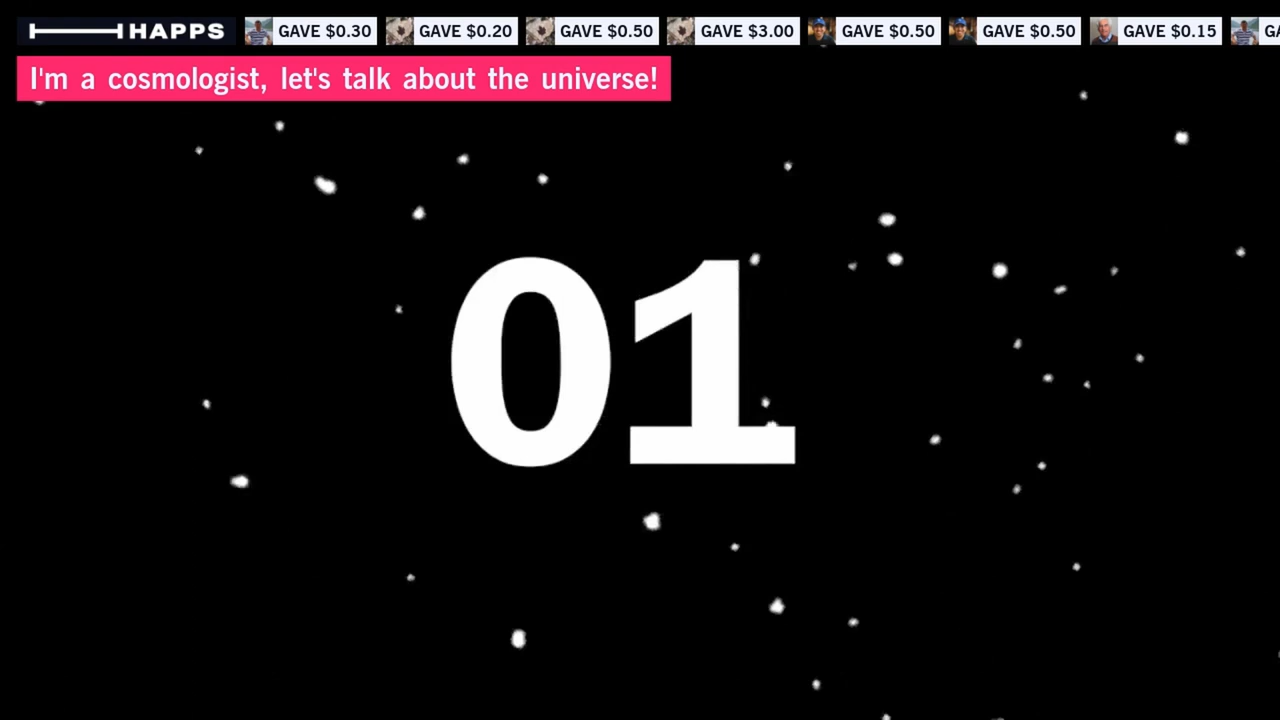 HAPPS GAVE $0.30 GAVE $0.20 GAVE $0.50 GAVE $3.00 GAVE $0.50 GAVE $0.50 GAVE $0.15
I'm a cosmologist, let's talk about the universe!
01